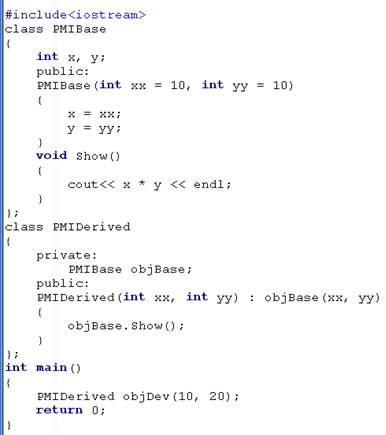 #include<iostream>
class PMIBase
{
    int x, y;
    public:
    PMIBase(int xx = 10, int yy = 10)
    {
        x = xx;
        y = yy;
    }
    void Show()
    {
        cout<< x * y << endl;
    }
};
class PMIDerived
{
    private:
        PMIBase objBase;
    public:
    PMIDerived(int xx, int yy) : objBase(xx, yy)
    {
        objBase.Show();
    }
};
int main()
{
    PMIDerived objDev(10, 20);
    return 0;
}